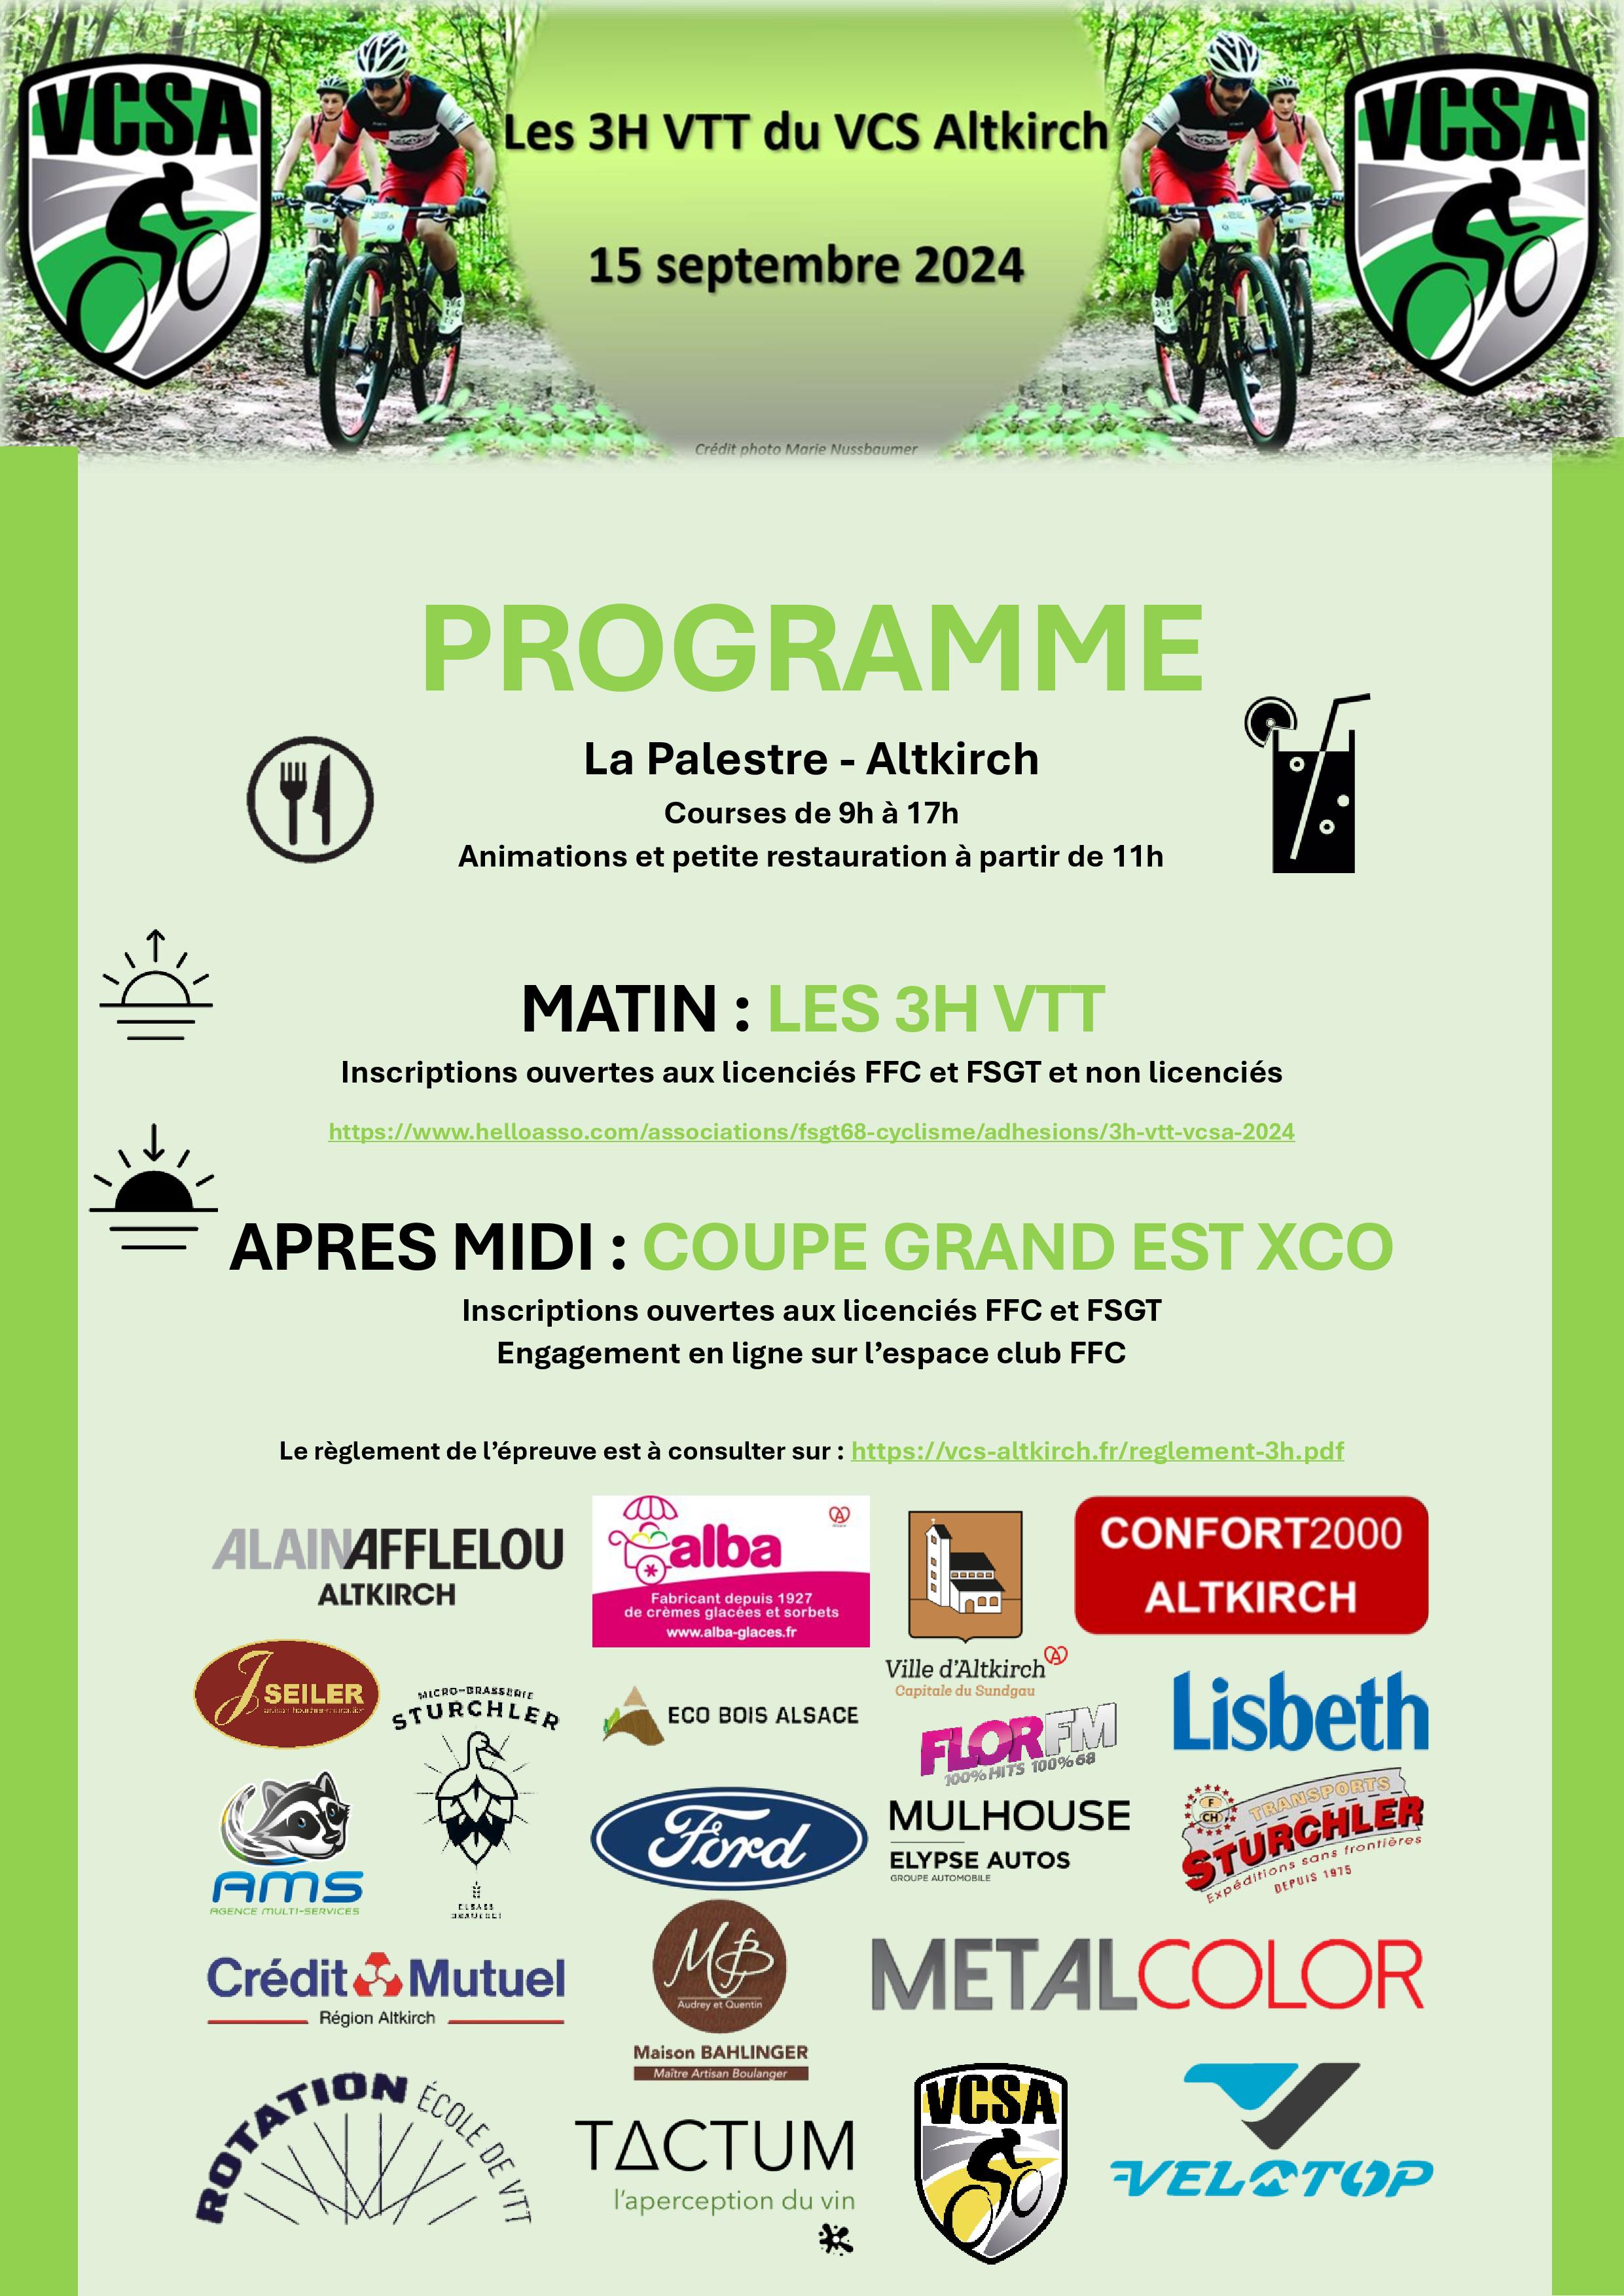 VCSA
VCSA
Les 3H VTT du VCS Altkirch
15 septembre 2024
Crédit photo Marie Nussbaumer
PROGRAMME
La Palestre - Altkirch
Courses de 9h à 17h
Animations et petite restauration à partir de 11h
MATIN : LES 3H VTT
Inscriptions ouvertes aux licenciés FFC et FSGT et non licenciés
https://www.helloasso.com/associations/fsgt68-cyclisme/adhesions/3h-vtt-vcsa-2024
APRES MIDI : COUPE GRAND EST XCO
Inscriptions ouvertes aux licenciés FFC et FSGT
Engagement en ligne sur l’espace club FFC
Le règlement de l’épreuve est à consulter sur : https://vcs-altkirch.fr/reglement-3h.pdf
ALAINAFFLELOU
ALTKIRCH
alba
Fabricant depuis 1927
de crèmes glacées et sorbets
www.alba-glaces.fr
Ville d'Altkirch
Capitale du Sundgau
CONFORT2000
ALTKIRCH
J SEILER
MICRO-BRASSERIE
STURCHLER
ECO BOIS ALSACE
FLORFM
100% HITS 100% 68
Lisbeth
AMS
AGENCE MULTI-SERVICES
Ford
MULHOUSE
ELYPSE AUTOS
GROUPE AUTOMOBILE
F
CH
TRANSPORTS
STURCHLER
Expéditions sans frontières
DEPUIS 1975
Crédit Mutuel
Région Altkirch
MB
Audrey et Quentin
Maison BAHLINGER
Maître Artisan Boulanger
METALCOLOR
ROTATION ÉCOLE DE VTT
TACTUM
l'aperception du vin
VCSA
VELOTOP